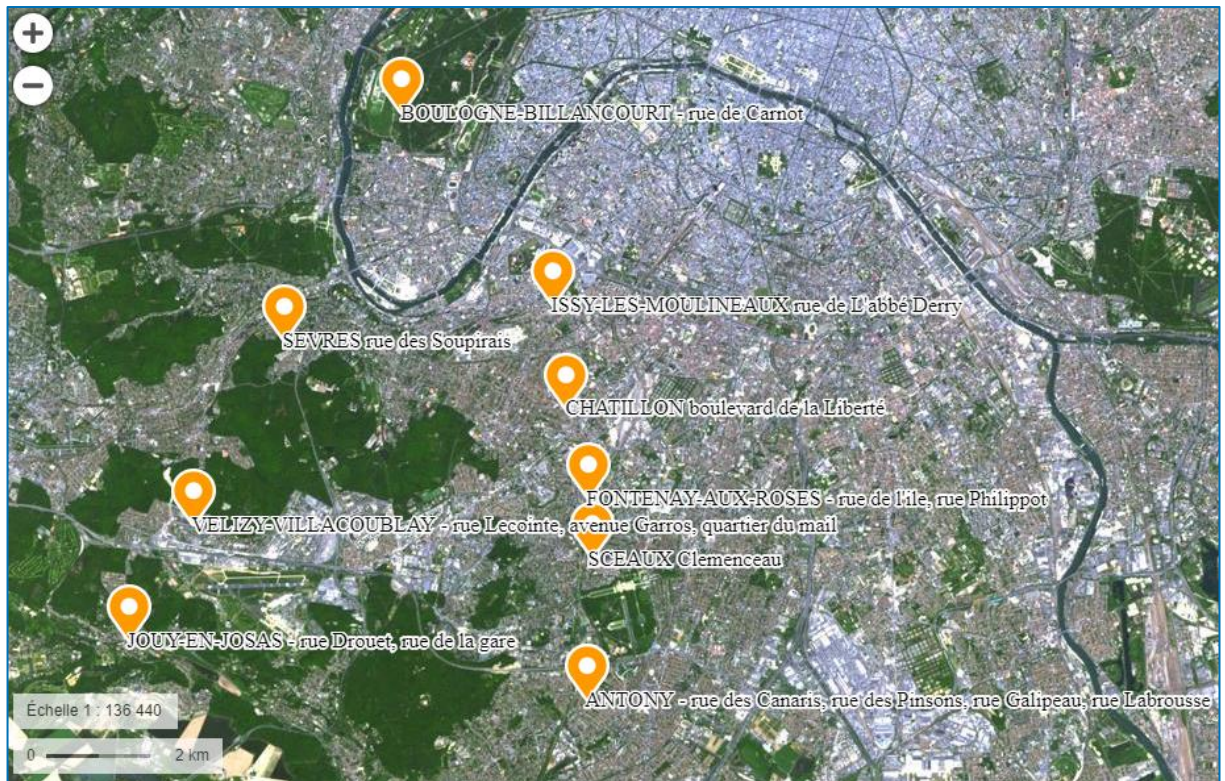 +
−
BOULOGNE-BILLANCOURT - rue de Carnot
ISSY-LES-MOULINEAUX rue de L'abbé Derry
SEVRES rue des Soupirais
CHATILLON boulevard de la Liberté
FONTENAY-AUX-ROSES - rue de l'ile, rue Philippot
VELIZY-VILLACOUBLAY - rue Lecointe, avenue Garros, quartier du mail
SCEAUX Clemenceau
JOUY-EN-JOSAS - rue Drouet, rue de la gare
ANTONY - rue des Canaris, rue des Pinsons, rue Galipeau, rue Labrousse
Échelle 1 : 136 440
0 2 km